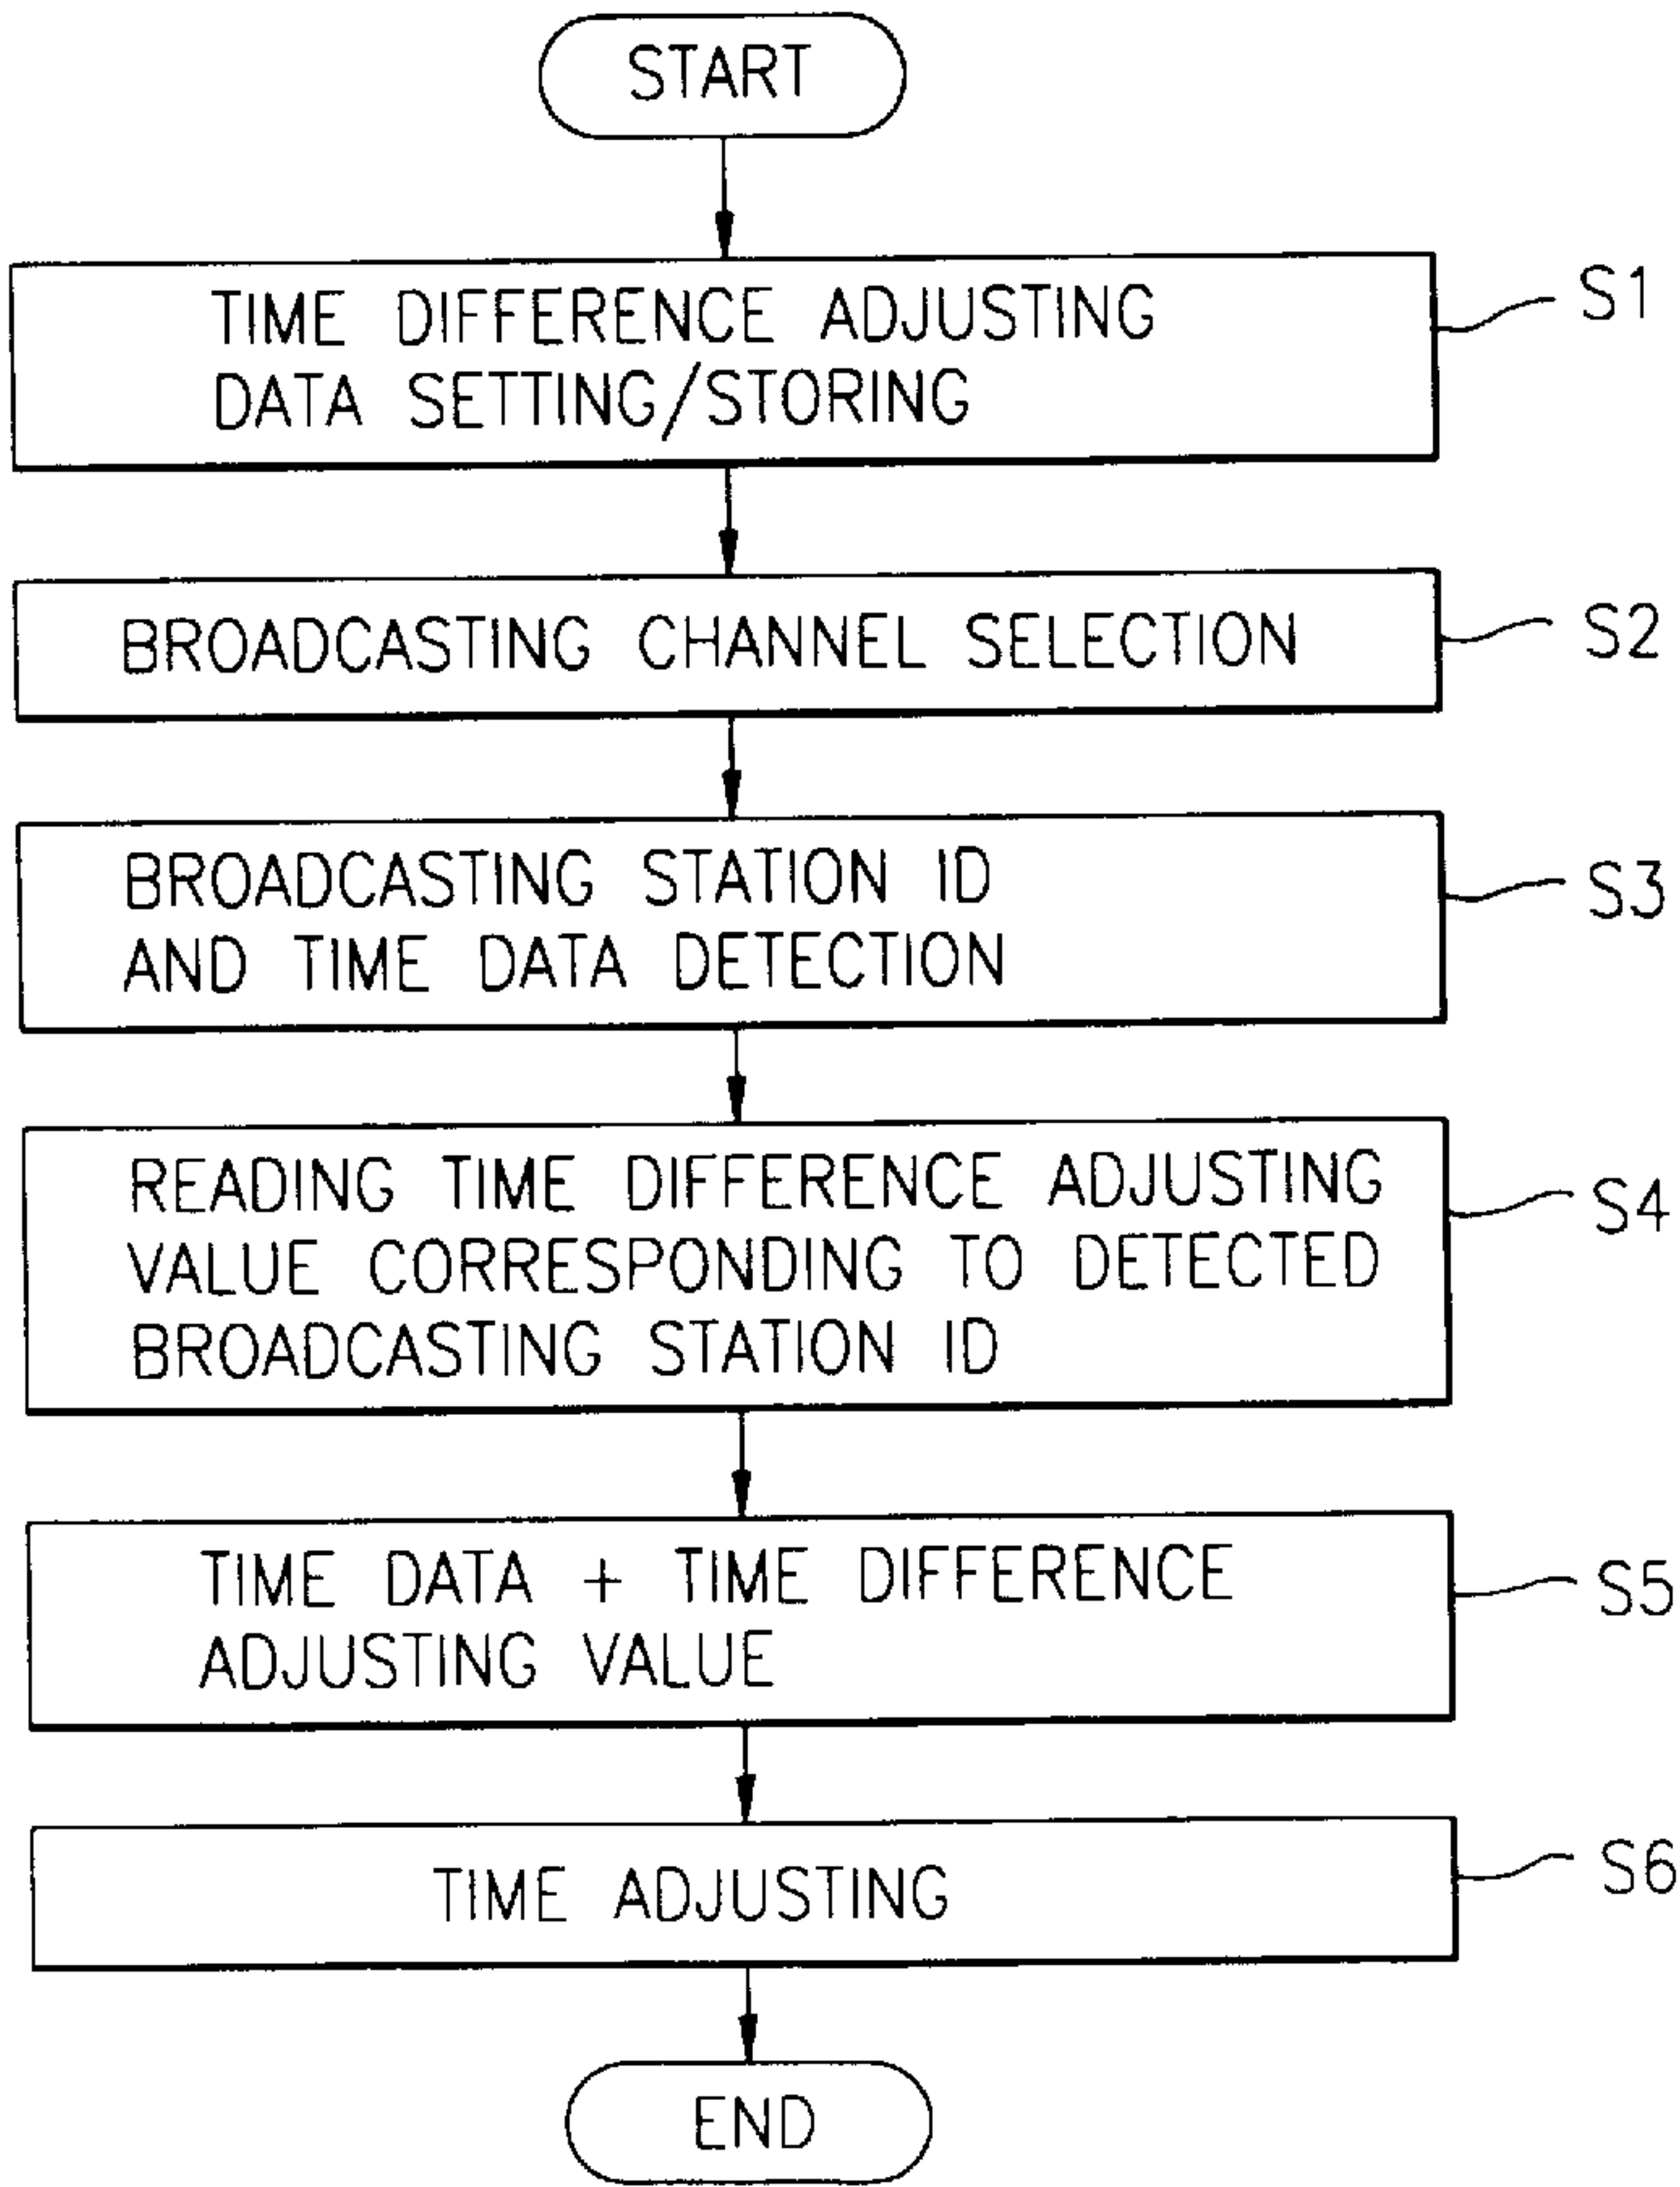 START
TIME DIFFERENCE ADJUSTING
DATA SETTING/STORING
S1
BROADCASTING CHANNEL SELECTION
S2
BROADCASTING STATION ID
AND TIME DATA DETECTION
S3
READING TIME DIFFERENCE ADJUSTING
VALUE CORRESPONDING TO DETECTED
BROADCASTING STATION ID
S4
TIME DATA + TIME DIFFERENCE
ADJUSTING VALUE
S5
TIME ADJUSTING
S6
END